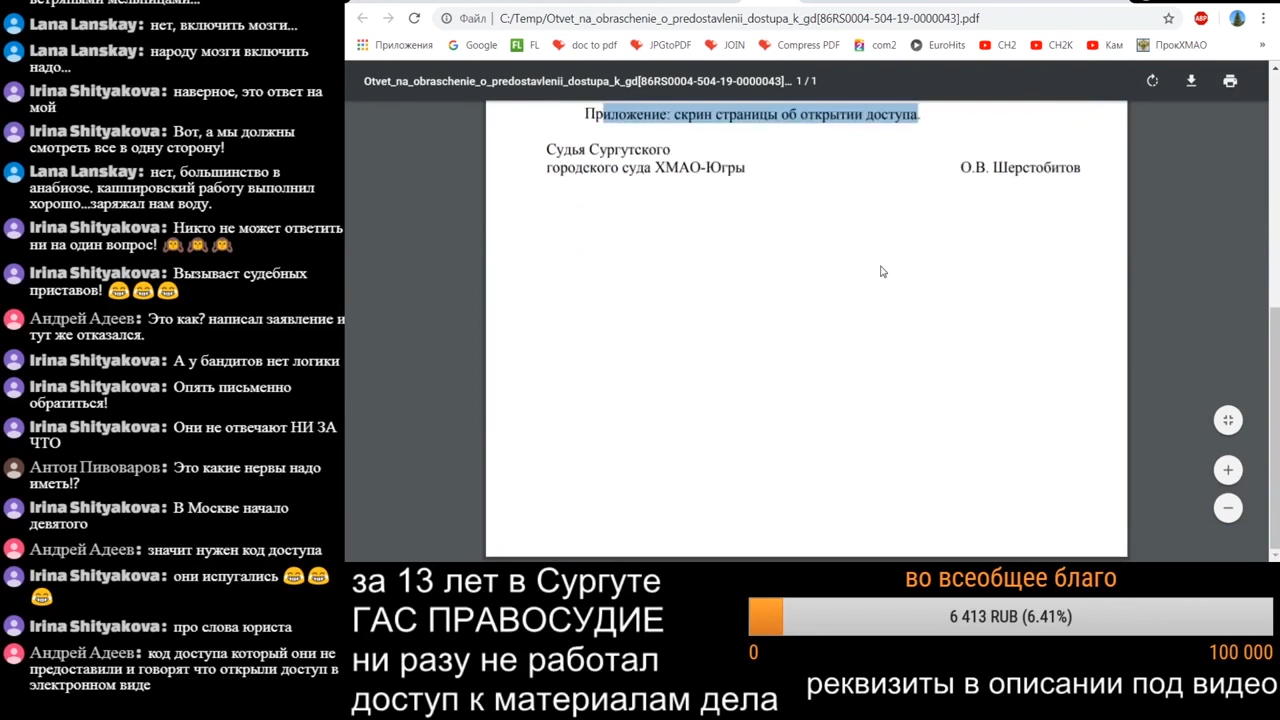 ветряными мельницами...
Lana Lanskay: нет, включить мозги...
Lana Lanskay: народу мозги включить
надо...
Irina Shityakova: наверное, это ответ на
мой
Irina Shityakova: Вот, а мы должны
смотреть все в одну сторону!
Lana Lanskay: нет, большинство в
анабиозе. кашпировский работу выполнил
хорошо...заряжал нам воду.
Irina Shityakova: Никто не может ответить
ни на один вопрос! 🙈 🙈 🙈
Irina Shityakova: Вызывает судебных
приставов! 😁 😁 😁
Андрей Адеев: Это как? написал заявление и
тут же отказался.
Irina Shityakova: А у бандитов нет логики
Irina Shityakova: Опять письменно
обратиться!
Irina Shityakova: Они не отвечают НИ ЗА
ЧТО
Антон Пивоваров: Это какие нервы надо
иметь!?
Irina Shityakova: В Москве начало
девятого
Андрей Адеев: значит нужен код доступа
Irina Shityakova: они испугались 😁 😁
😁
Irina Shityakova: про слова юриста
Андрей Адеев: код доступа который они не
предоставили и говорят что открыли доступ в
электронном виде
Файл | C:/Temp/Otvet_na_obraschenie_o_predostavlenii_dostupa_k_gd[86RS0004-504-19-0000043].pdf
ABP
Приложения Google FL FL doc to pdf JPGtoPDF JOIN Compress PDF com2 EuroHits CH2 CH2K Кам ПрокХМАО »
Otvet_na_obraschenie_o_predostavlenii_dostupa_k_gd[86RS0004-504-19-0000043]... 1 / 1
Приложение: скрин страницы об открытии доступа.
Судья Сургутского
городского суда ХМАО-Югры О.В. Шерстобитов
за 13 лет в Сургуте
ГАС ПРАВОСУДИЕ
ни разу не работал
доступ к материалам дела
во всеобщее благо
6 413 RUB (6.41%)
0 100 000
реквизиты в описании под видео